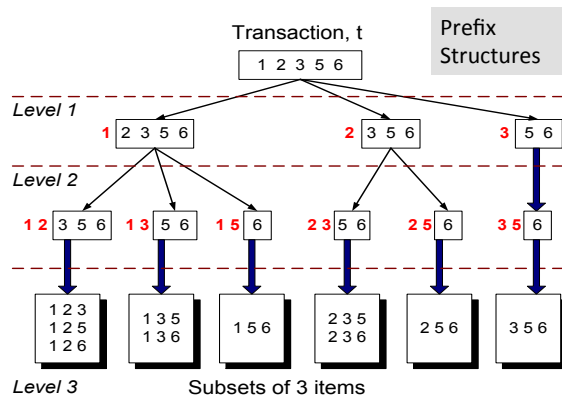 Transaction, t
Prefix
Structures
1 2 3 5 6
Level 1
1 2 3 5 6
2 3 5 6
3 5 6
Level 2
1 2 3 5 6
1 3 5 6
1 5 6
2 3 5 6
2 5 6
3 5 6
1 2 3
1 2 5
1 2 6
1 3 5
1 3 6
1 5 6
2 3 5
2 3 6
2 5 6
3 5 6
Level 3
Subsets of 3 items